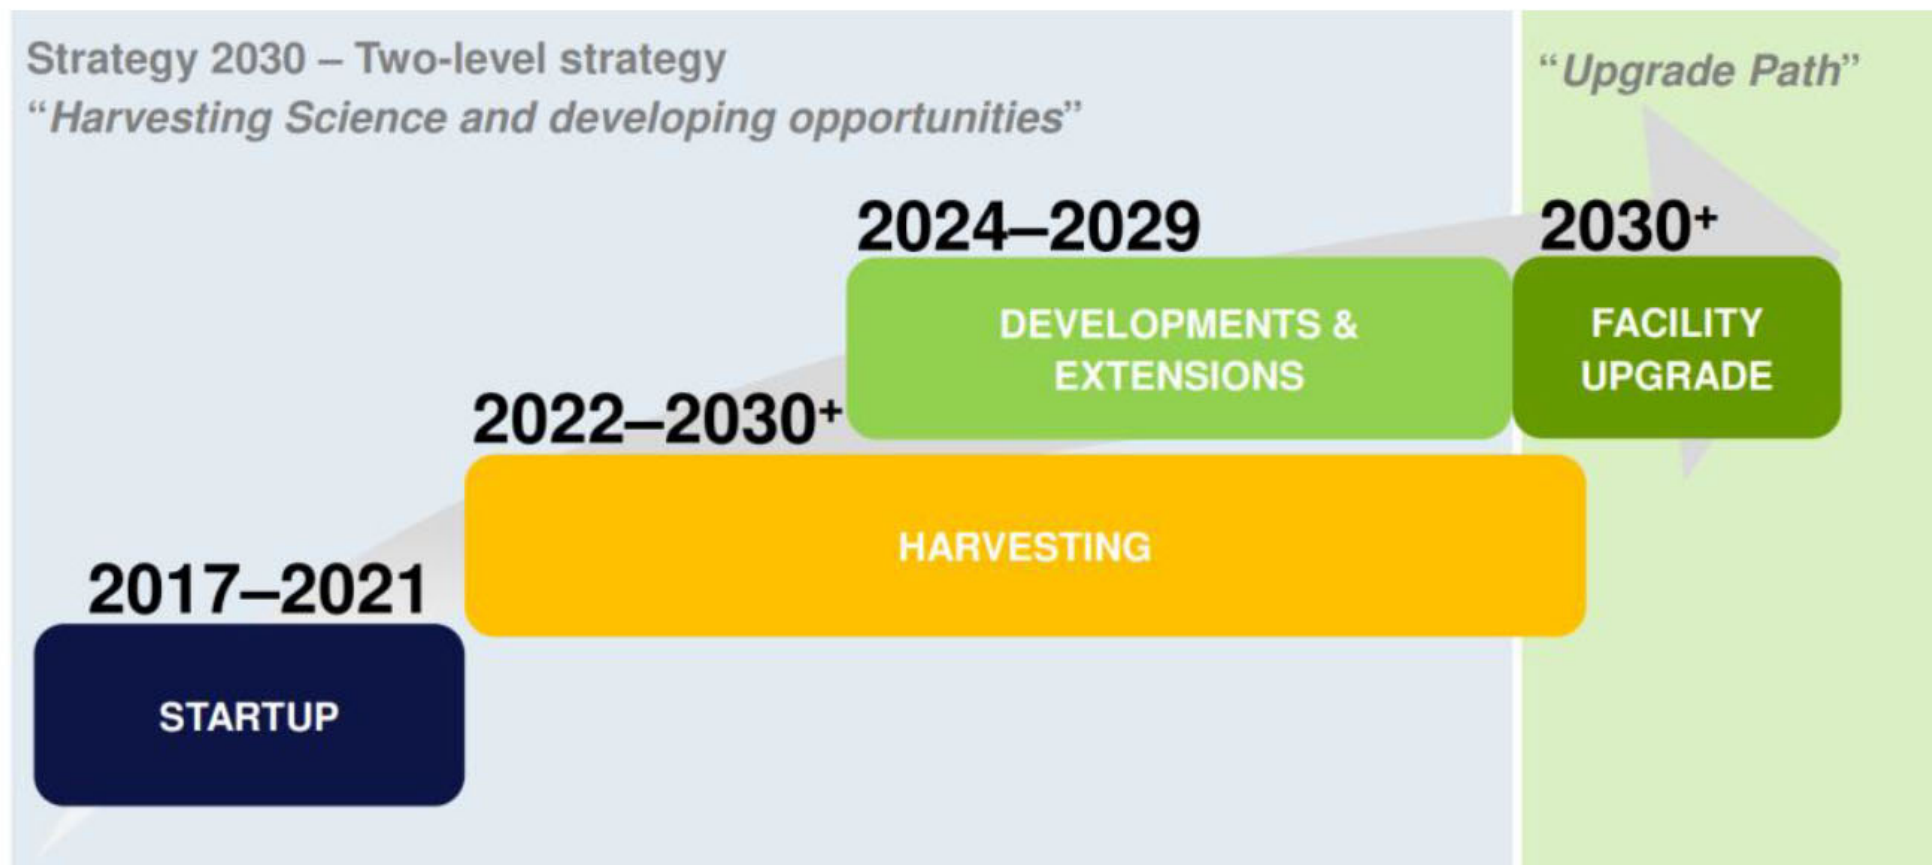 Strategy 2030 – Two-level strategy
“Harvesting Science and developing opportunities”
“Upgrade Path”
2024–2029
2030+
DEVELOPMENTS &
EXTENSIONS
FACILITY
UPGRADE
2022–2030+
HARVESTING
2017–2021
STARTUP